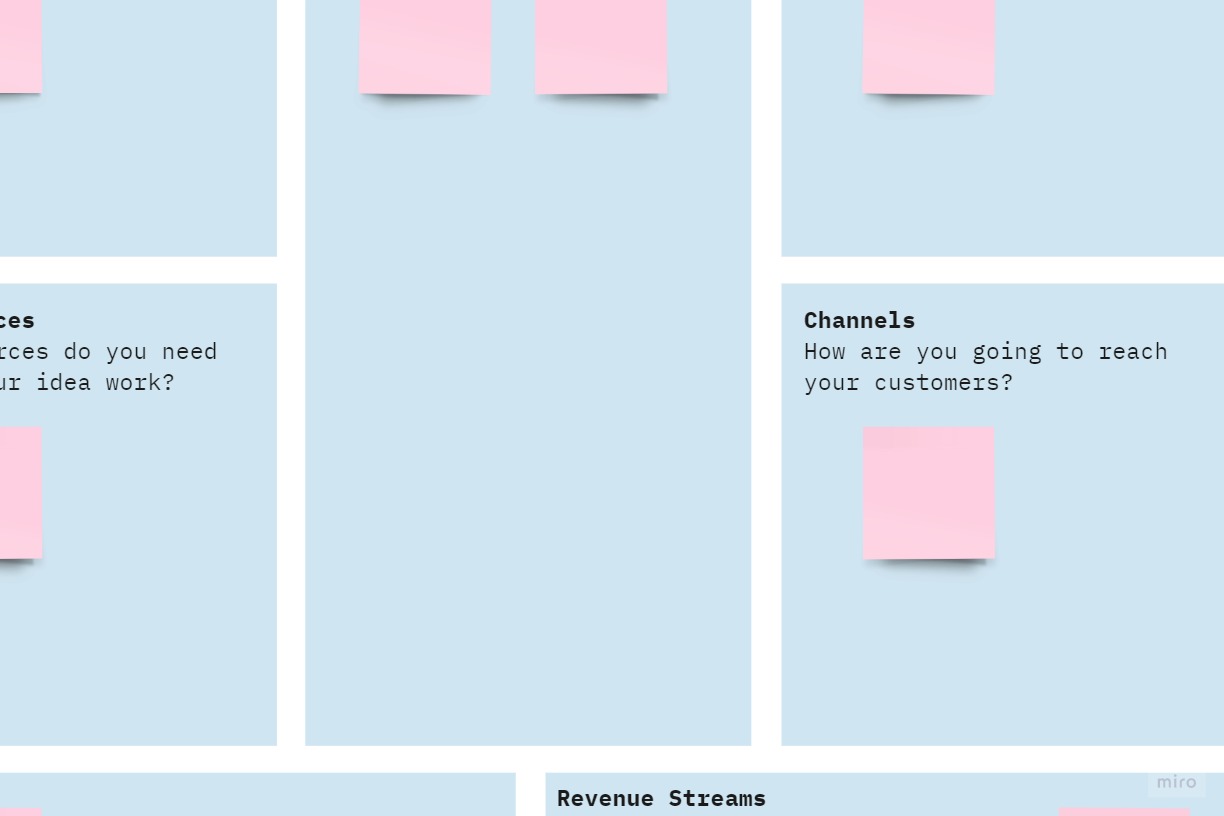 ces
rces do you need
ur idea work?
Channels
How are you going to reach
your customers?
Revenue Streams
miro